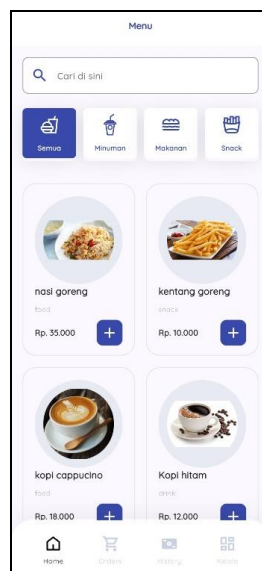 Menu
Cari di sini
Semua Minuman Makanan Snack
nasi goreng kentang goreng
food snack
Rp. 35.000 + Rp. 10.000 +
kopi cappucino Kopi hitam
food drink
Rp. 18.000 + Rp. 12.000 +
Home Orders History Kelola